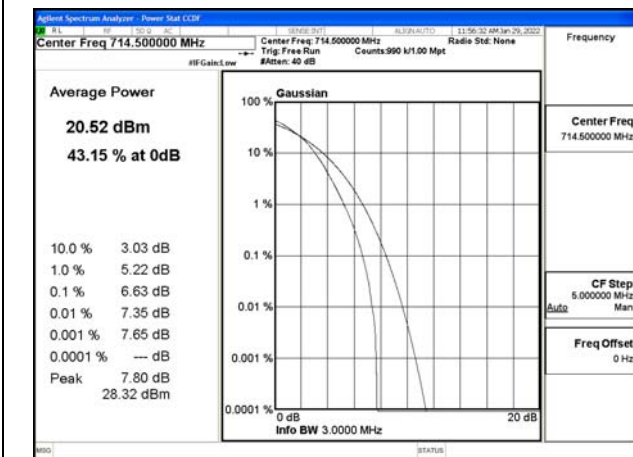 Agilent Spectrum Analyzer - Power Stat CCDF
RL RF 50 Ω AC SENSE:INT ALIGN AUTO 11:56:32 AM Jan 29, 2022
Center Freq 714.500000 MHz
Center Freq: 714.500000 MHz Radio Std: None
Trig: Free Run Counts:990 k/1.00 Mpt
#IFGain:Low #Atten: 40 dB
Frequency
Average Power
20.52 dBm
43.15 % at 0dB
10.0 % 3.03 dB
1.0 % 5.22 dB
0.1 % 6.63 dB
0.01 % 7.35 dB
0.001 % 7.65 dB
0.0001 % --- dB
Peak 7.80 dB
28.32 dBm
Gaussian
100 %
10 %
1 %
0.1 %
0.01 %
0.001 %
0.0001 %
0 dB 20 dB
Info BW 3.0000 MHz
Center Freq
714.500000 MHz
CF Step
5.000000 MHz
Auto Man
Freq Offset
0 Hz
MSG STATUS